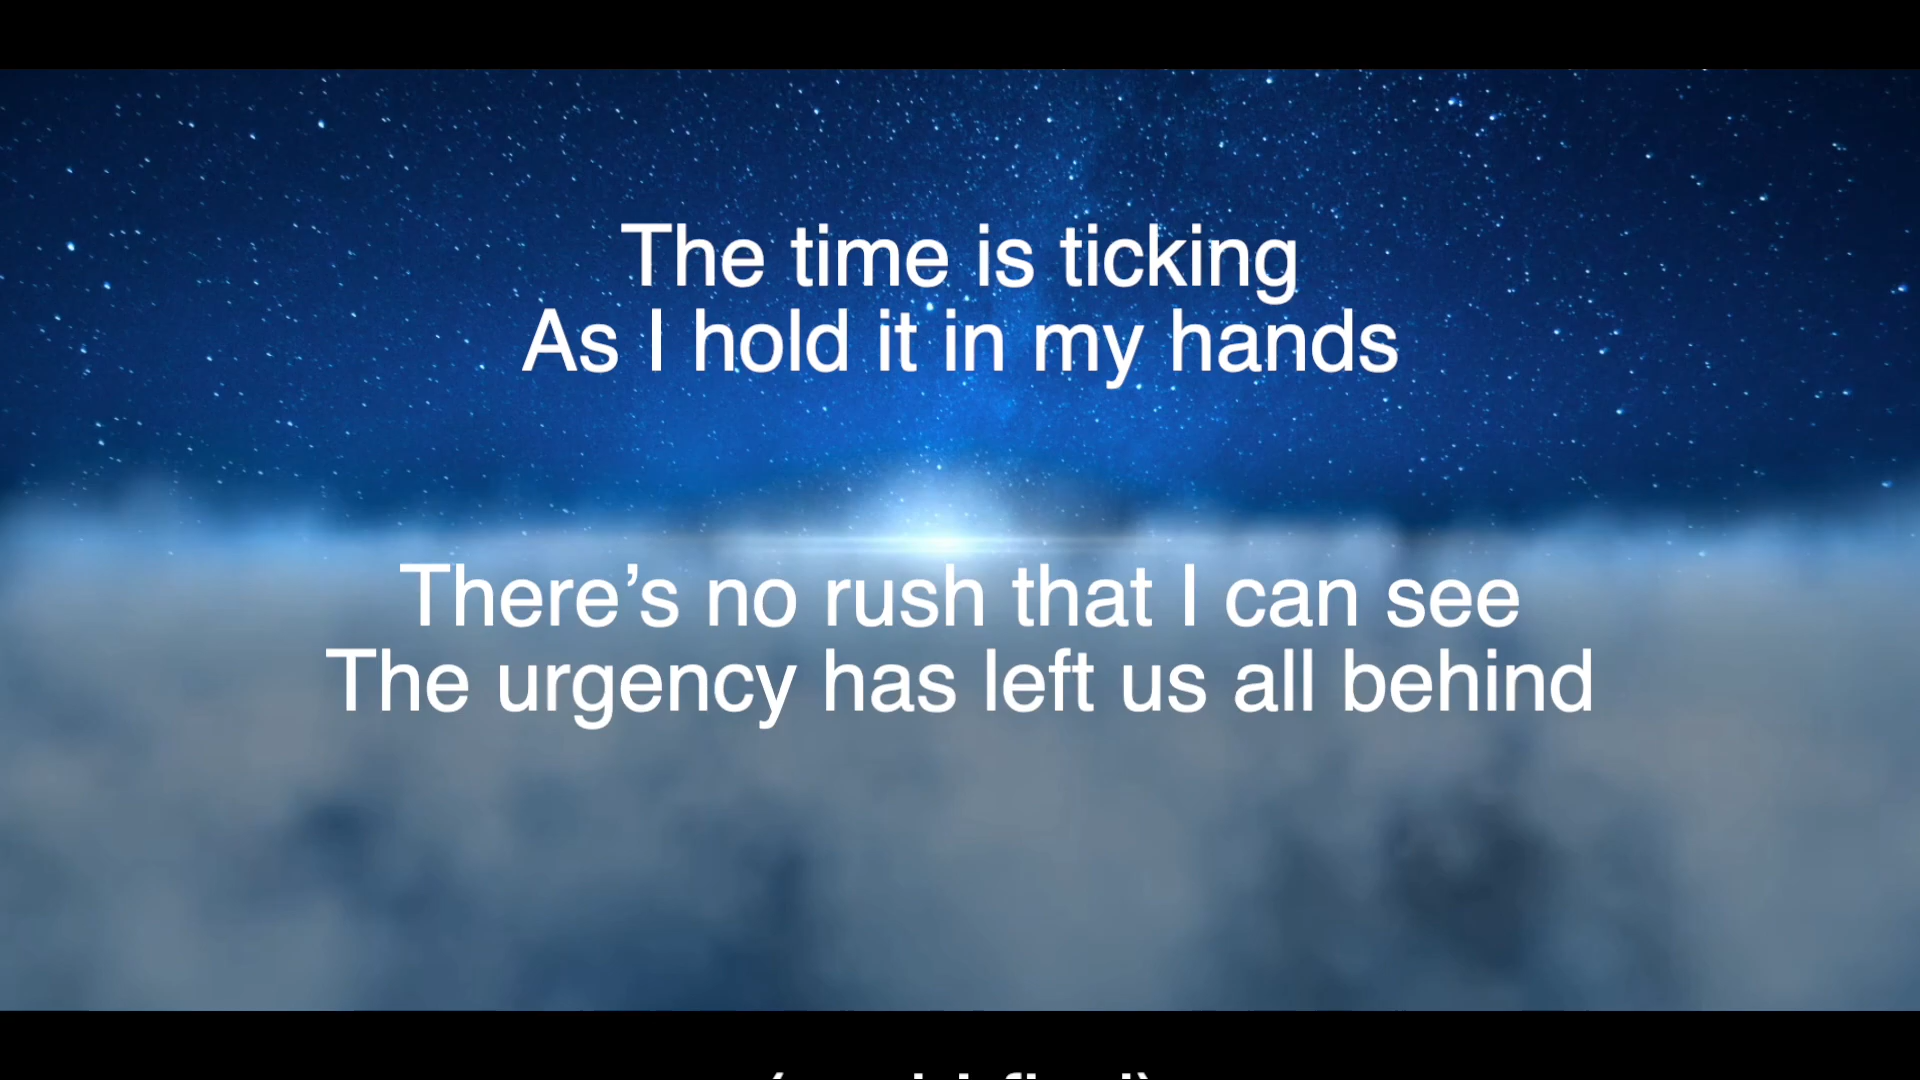 The time is ticking
As I hold it in my hands
There’s no rush that I can see
The urgency has left us all behind